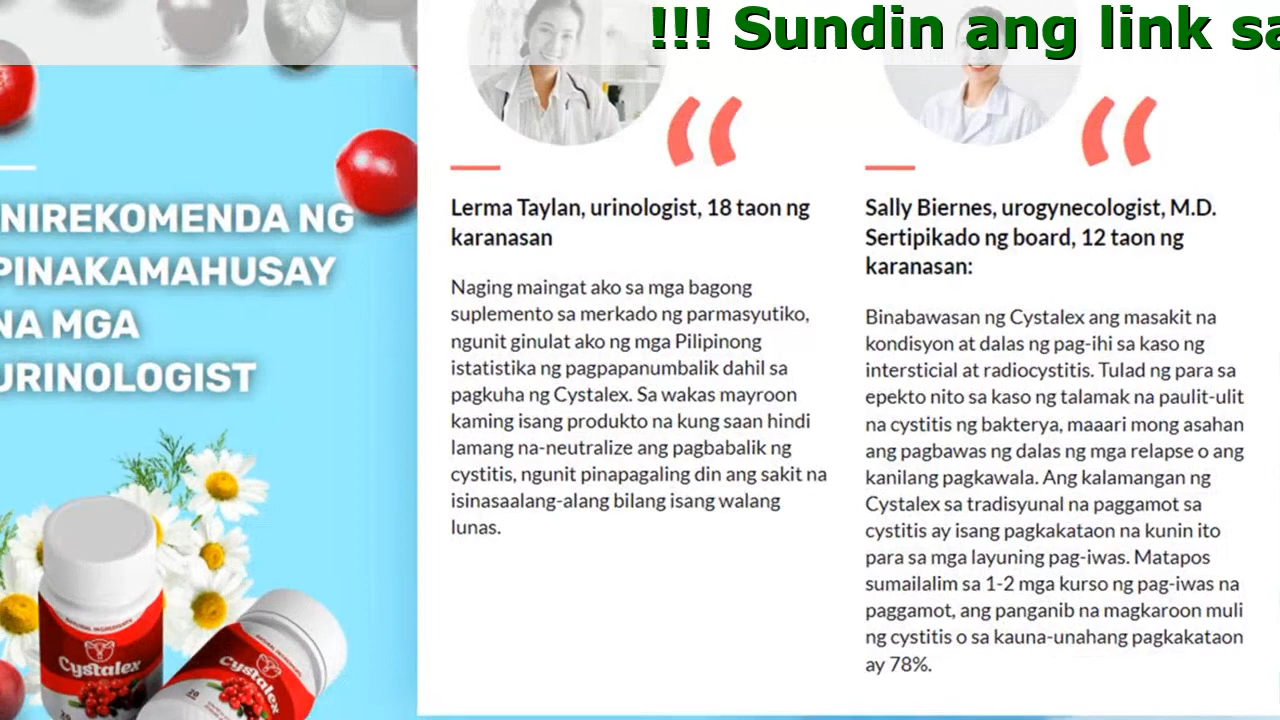 !!! Sundin ang link sa
NIREKOMENDA NG
PINAKAMAHUSAY
NA MGA
URINOLOGIST
Lerma Taylan, urinologist, 18 taon ng
karanasan
Naging maingat ako sa mga bagong
suplemento sa merkado ng parmasyutiko,
ngunit ginulat ako ng mga Pilipinong
istatistika ng pagpapanumbalik dahil sa
pagkuha ng Cystalex. Sa wakas mayroon
kaming isang produkto na kung saan hindi
lamang na-neutralize ang pagbabalik ng
cystitis, ngunit pinapagaling din ang sakit na
isinasaalang-alang bilang isang walang
lunas.
Sally Biernes, urogynecologist, M.D.
Sertipikado ng board, 12 taon ng
karanasan:
Binabawasan ng Cystalex ang masakit na
kondisyon at dalas ng pag-ihi sa kaso ng
intersticial at radiocystitis. Tulad ng para sa
epekto nito sa kaso ng talamak na paulit-ulit
na cystitis ng bakterya, maaari mong asahan
ang pagbawas ng dalas ng mga relapse o ang
kanilang pagkawala. Ang kalamangan ng
Cystalex sa tradisyunal na paggamot sa
cystitis ay isang pagkakataon na kunin ito
para sa mga layuning pag-iwas. Matapos
sumailalim sa 1-2 mga kurso ng pag-iwas na
paggamot, ang panganib na magkaroon muli
ng cystitis o sa kauna-unahang pagkakataon
ay 78%.
NATURAL INGREDIENTS
Cystalex
20
Cystalex
20